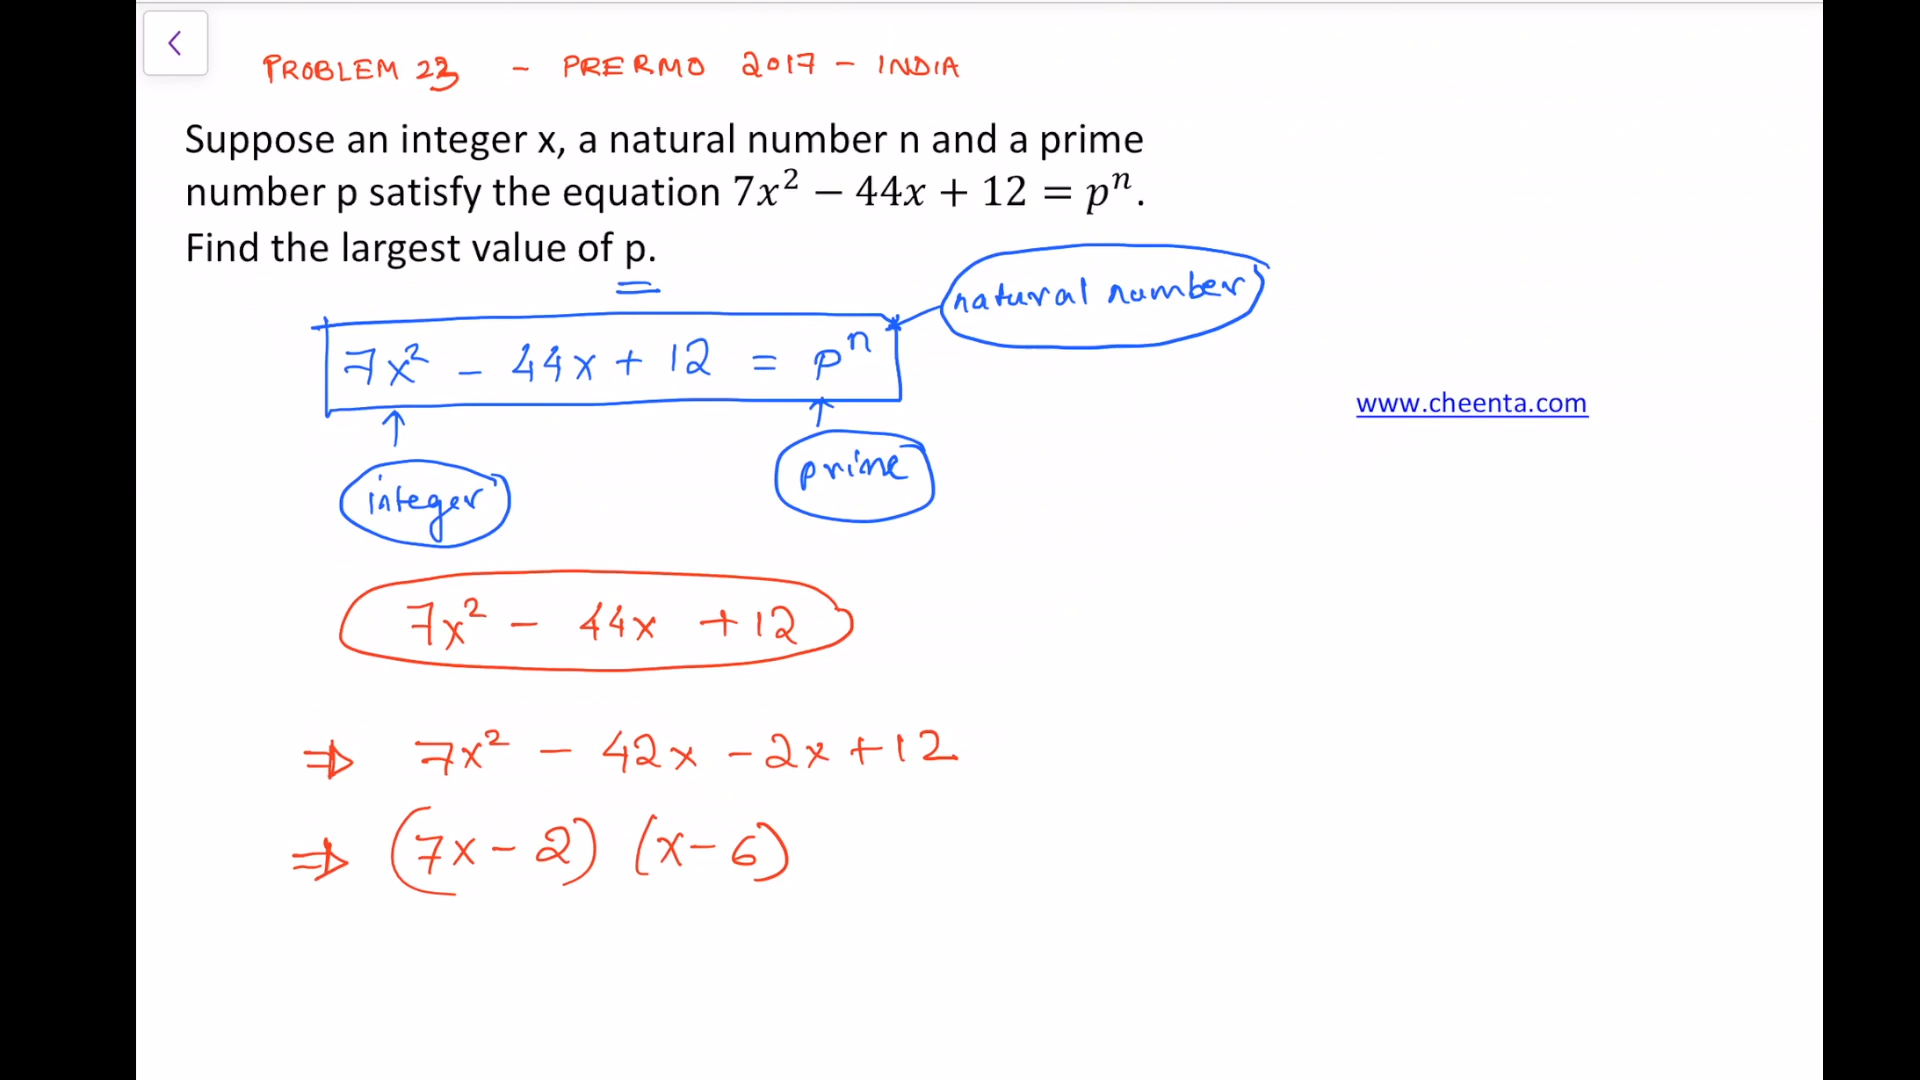 PROBLEM 23 - PRERMO 2017 - INDIA
Suppose an integer x, a natural number n and a prime
number p satisfy the equation 7x² − 44x + 12 = pⁿ.
Find the largest value of p.
natural number
7x² - 44x + 12 = pⁿ
www.cheenta.com
prime
integer
7x² - 44x + 12
⇒ 7x² - 42x - 2x + 12
⇒ (7x - 2) (x - 6)